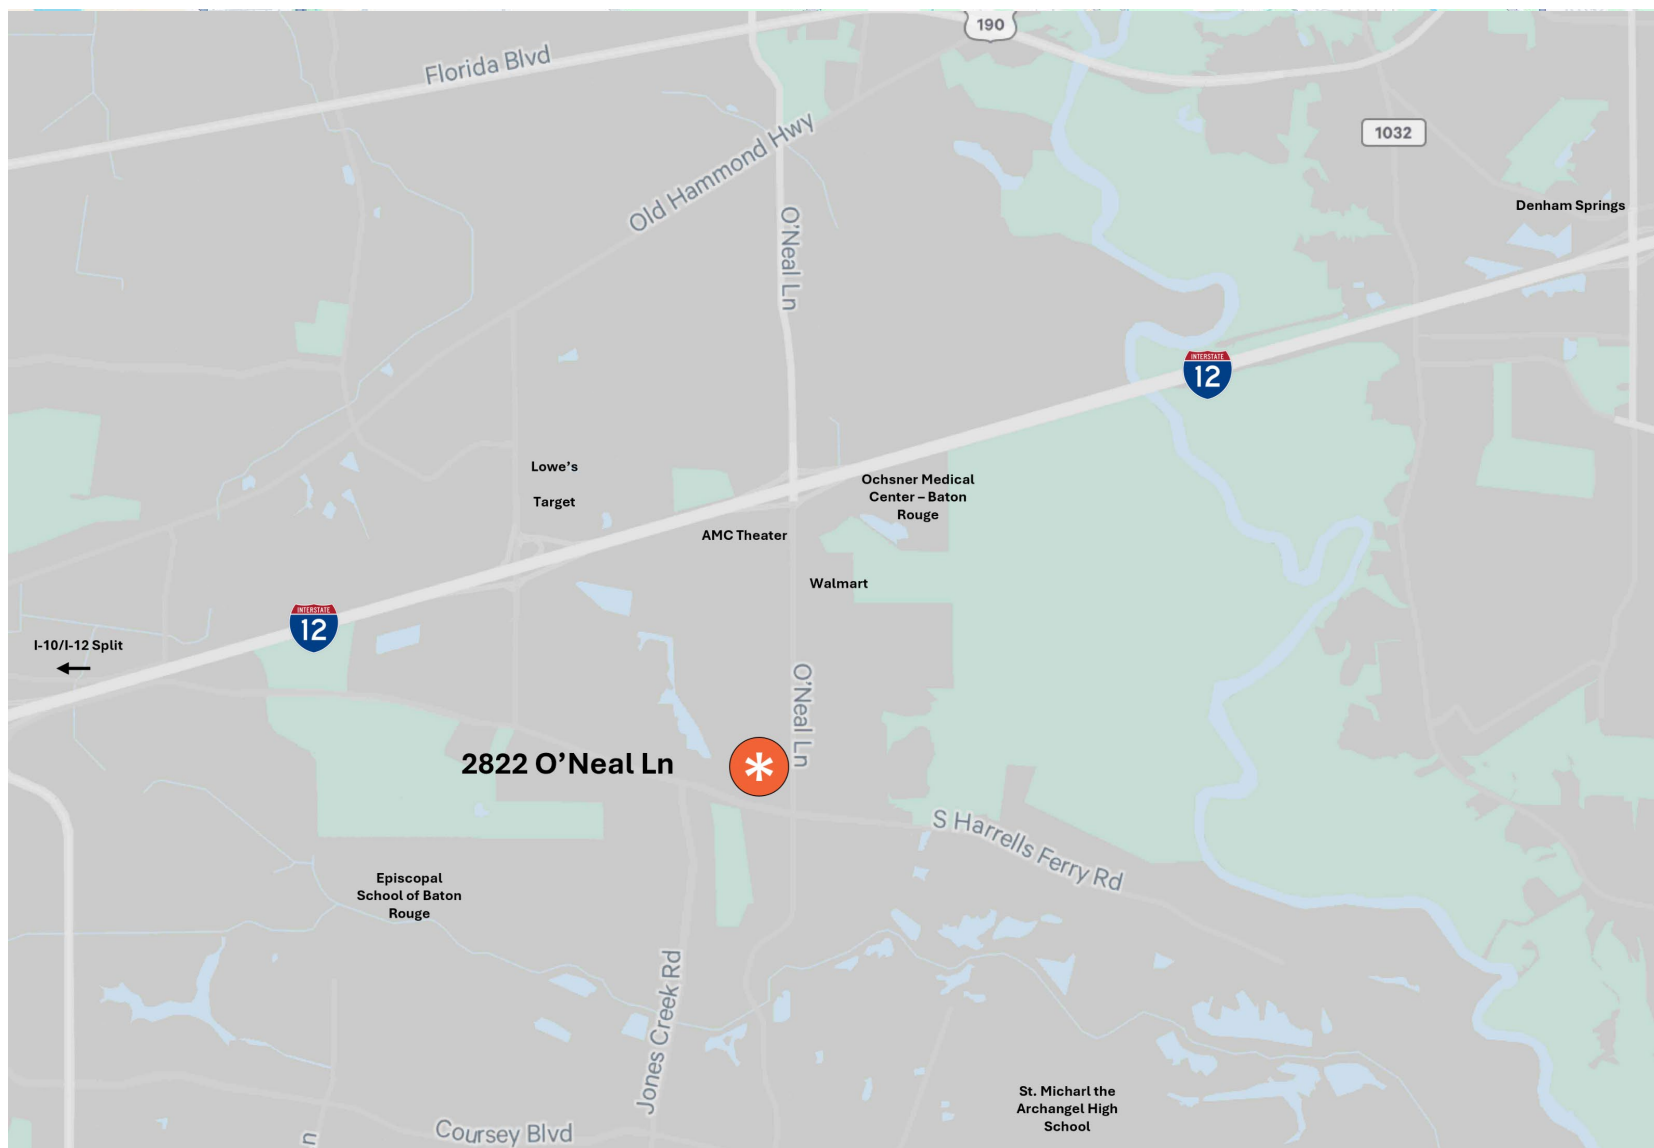 190
Florida Blvd
1032
Old Hammond Hwy
Denham Springs
O'Neal Ln
INTERSTATE
12
Lowe's
Ochsner Medical
Center – Baton
Rouge
Target
AMC Theater
Walmart
INTERSTATE
12
I-10/I-12 Split
O'Neal Ln
2822 O'Neal Ln
*
S Harrells Ferry Rd
Episcopal
School of Baton
Rouge
Jones Creek Rd
St. Micharl the
Archangel High
School
Coursey Blvd
n